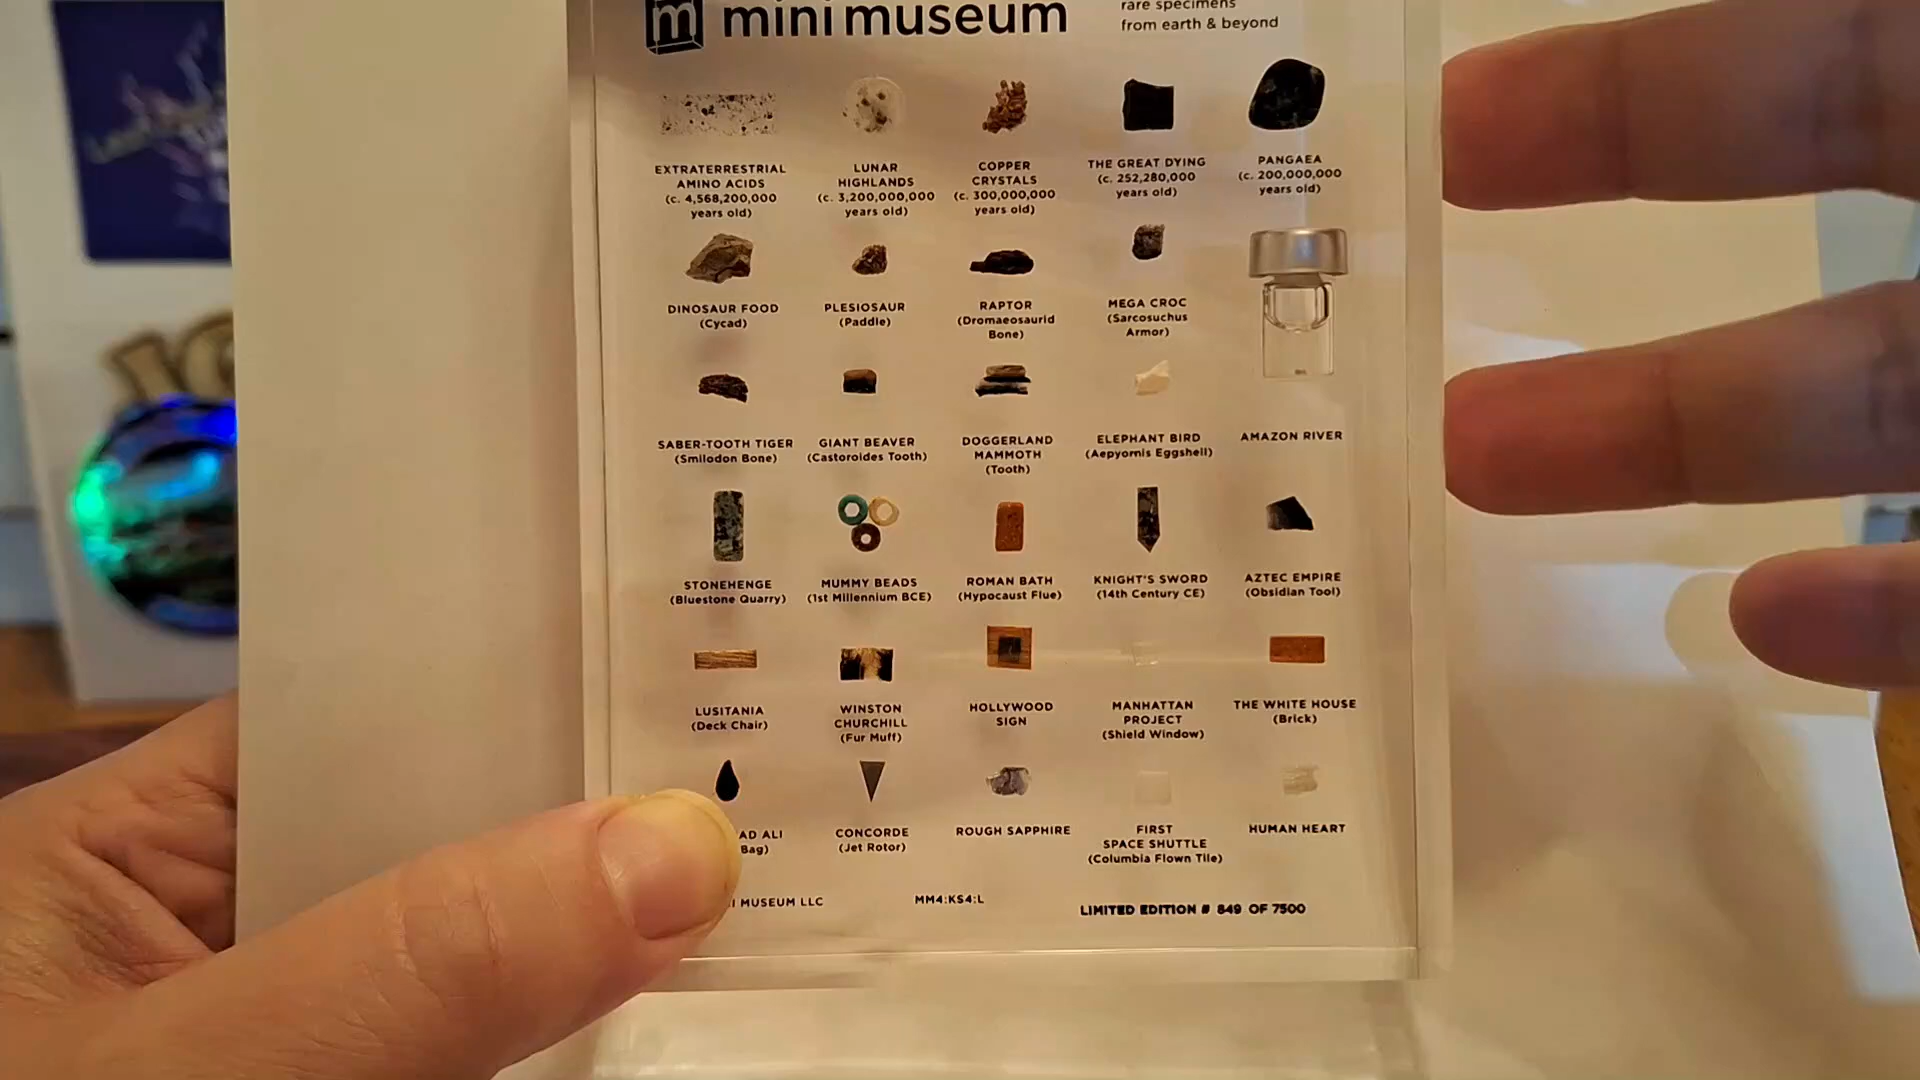 mini museum
rare specimens
from earth & beyond
EXTRATERRESTRIAL
AMINO ACIDS
(c. 4,568,200,000
years old)
LUNAR
HIGHLANDS
(c. 3,200,000,000
years old)
COPPER
CRYSTALS
(c. 300,000,000
years old)
THE GREAT DYING
(c. 252,280,000
years old)
PANGAEA
(c. 200,000,000
years old)
DINOSAUR FOOD
(Cycad)
PLESIOSAUR
(Paddle)
RAPTOR
(Dromaeosaurid
Bone)
MEGA CROC
(Sarcosuchus
Armor)
SABER-TOOTH TIGER
(Smilodon Bone)
GIANT BEAVER
(Castoroides Tooth)
DOGGERLAND
MAMMOTH
(Tooth)
ELEPHANT BIRD
(Aepyornis Eggshell)
AMAZON RIVER
STONEHENGE
(Bluestone Quarry)
MUMMY BEADS
(1st Millennium BCE)
ROMAN BATH
(Hypocaust Flue)
KNIGHT'S SWORD
(14th Century CE)
AZTEC EMPIRE
(Obsidian Tool)
LUSITANIA
(Deck Chair)
WINSTON
CHURCHILL
(Fur Muff)
HOLLYWOOD
SIGN
MANHATTAN
PROJECT
(Shield Window)
THE WHITE HOUSE
(Brick)
AD ALI
Bag)
CONCORDE
(Jet Rotor)
ROUGH SAPPHIRE
FIRST
SPACE SHUTTLE
(Columbia Flown Tile)
HUMAN HEART
I MUSEUM LLC
MM4:KS4:L
LIMITED EDITION # 849 OF 7500